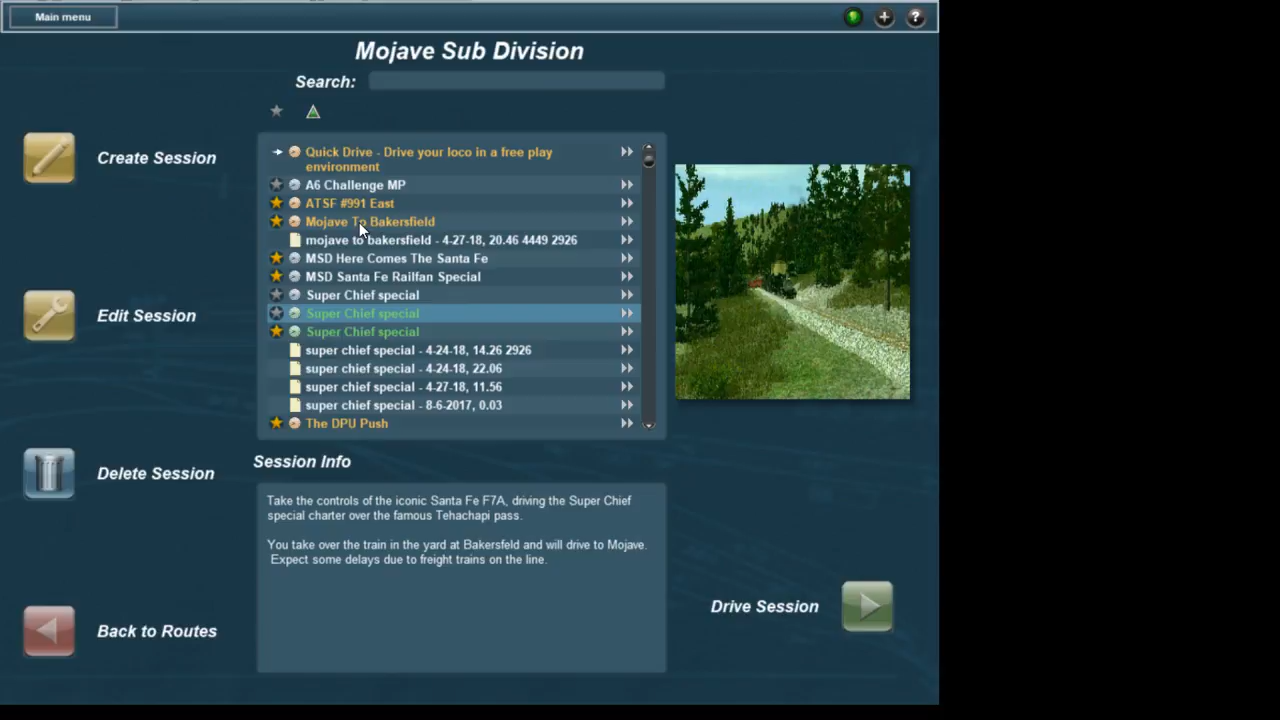 Main menu
?
Mojave Sub Division
Search:
Create Session
Edit Session
Delete Session
Back to Routes
Quick Drive - Drive your loco in a free play
environment
A6 Challenge MP
ATSF #991 East
Mojave To Bakersfield
mojave to bakersfield - 4-27-18, 20.46 4449 2926
MSD Here Comes The Santa Fe
MSD Santa Fe Railfan Special
Super Chief special
Super Chief special
Super Chief special
super chief special - 4-24-18, 14.26 2926
super chief special - 4-24-18, 22.06
super chief special - 4-27-18, 11.56
super chief special - 8-6-2017, 0.03
The DPU Push
Session Info
Take the controls of the iconic Santa Fe F7A, driving the Super Chief
special charter over the famous Tehachapi pass.
You take over the train in the yard at Bakersfeld and will drive to Mojave.
Expect some delays due to freight trains on the line.
Drive Session